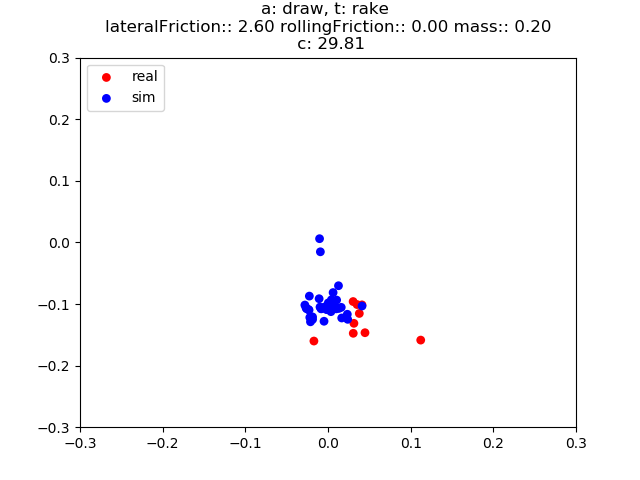 a: draw, t: rake
lateralFriction:: 2.60 rollingFriction:: 0.00 mass:: 0.20
c: 29.81
real
sim
0.3
0.2
0.1
0.0
−0.1
−0.2
−0.3
−0.3 −0.2 −0.1 0.0 0.1 0.2 0.3